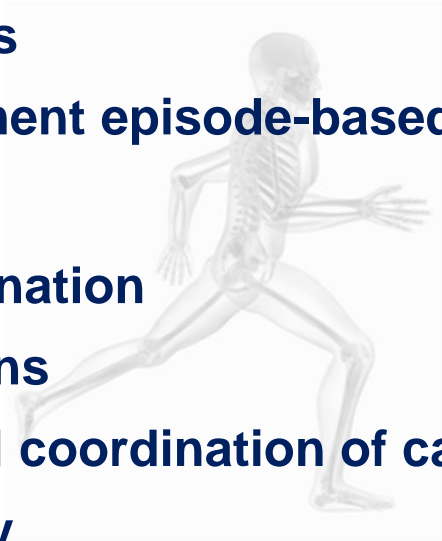 s
ment episode-based
nation
ns
l coordination of ca
y